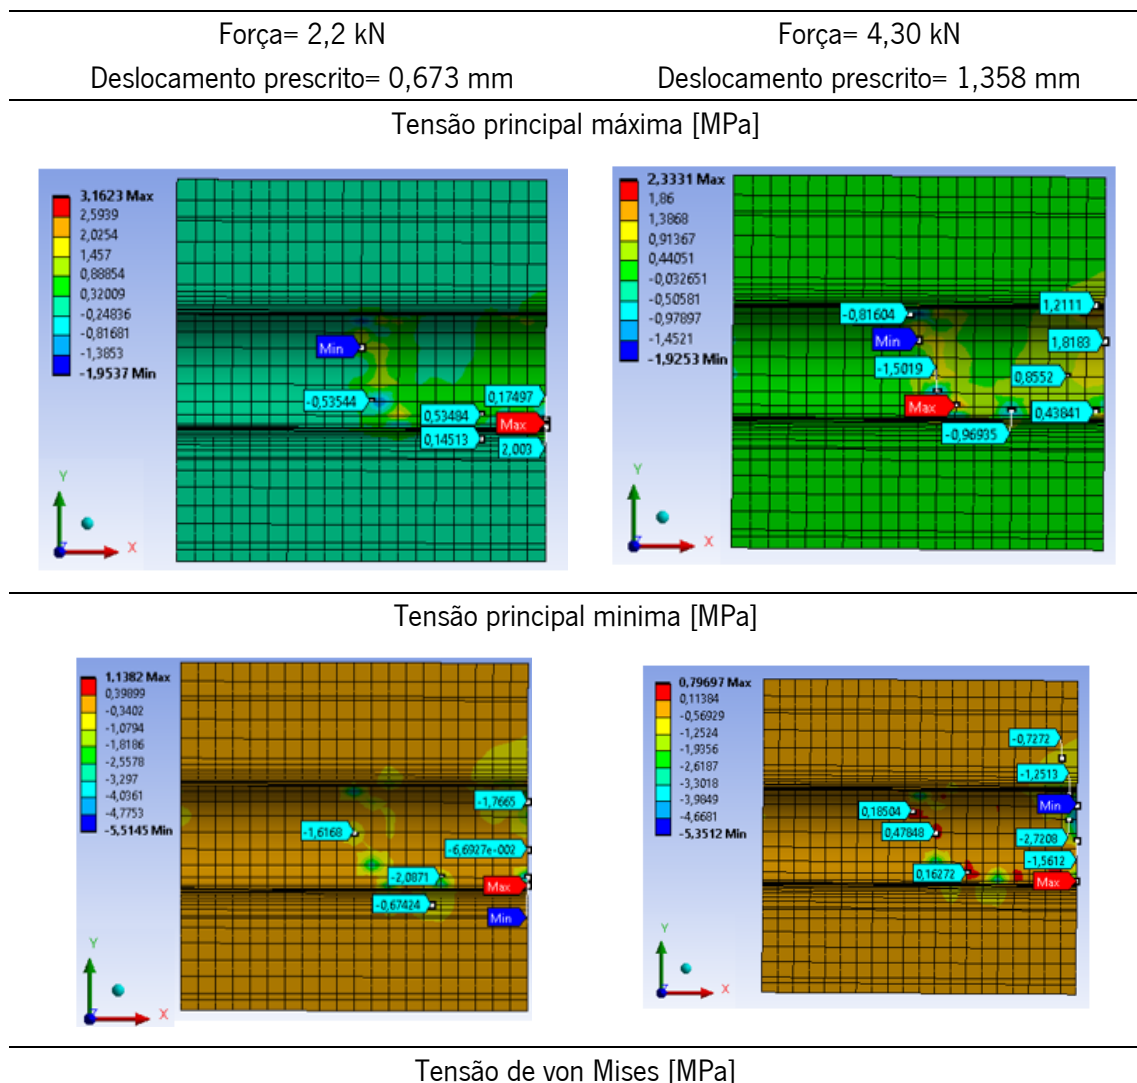 Força= 2,2 kN
Força= 4,30 kN
Deslocamento prescrito= 0,673 mm
Deslocamento prescrito= 1,358 mm
Tensão principal máxima [MPa]
3,1623 Max
2,5939
2,0254
1,457
0,88854
0,32009
-0,24836
-0,81681
-1,3853
-1,9537 Min
Min
-0,53544
0,17497
0,53484
Max
0,14513
2,003
Y
Z
X
2,3331 Max
1,86
1,3868
0,91367
0,44051
-0,032651
-0,50581
-0,97897
-1,4521
-1,9253 Min
1,2111
-0,81604
Min
1,8183
-1,5019
0,8552
Max
0,43841
-0,96935
Y
Z
X
Tensão principal minima [MPa]
1,1382 Max
0,39899
-0,3402
-1,0794
-1,8186
-2,5578
-3,297
-4,0361
-4,7753
-5,5145 Min
-1,7665
-1,6168
-6,6927e-002
-2,0871
Max
-0,67424
Min
Y
Z
X
0,79697 Max
0,11384
-0,56929
-1,2524
-1,9356
-2,6187
-3,3018
-3,9849
-4,6681
-5,3512 Min
-0,7272
-1,2513
Min
0,18504
0,47848
-2,7208
-1,5612
0,16272
Max
Y
Z
X
Tensão de von Mises [MPa]